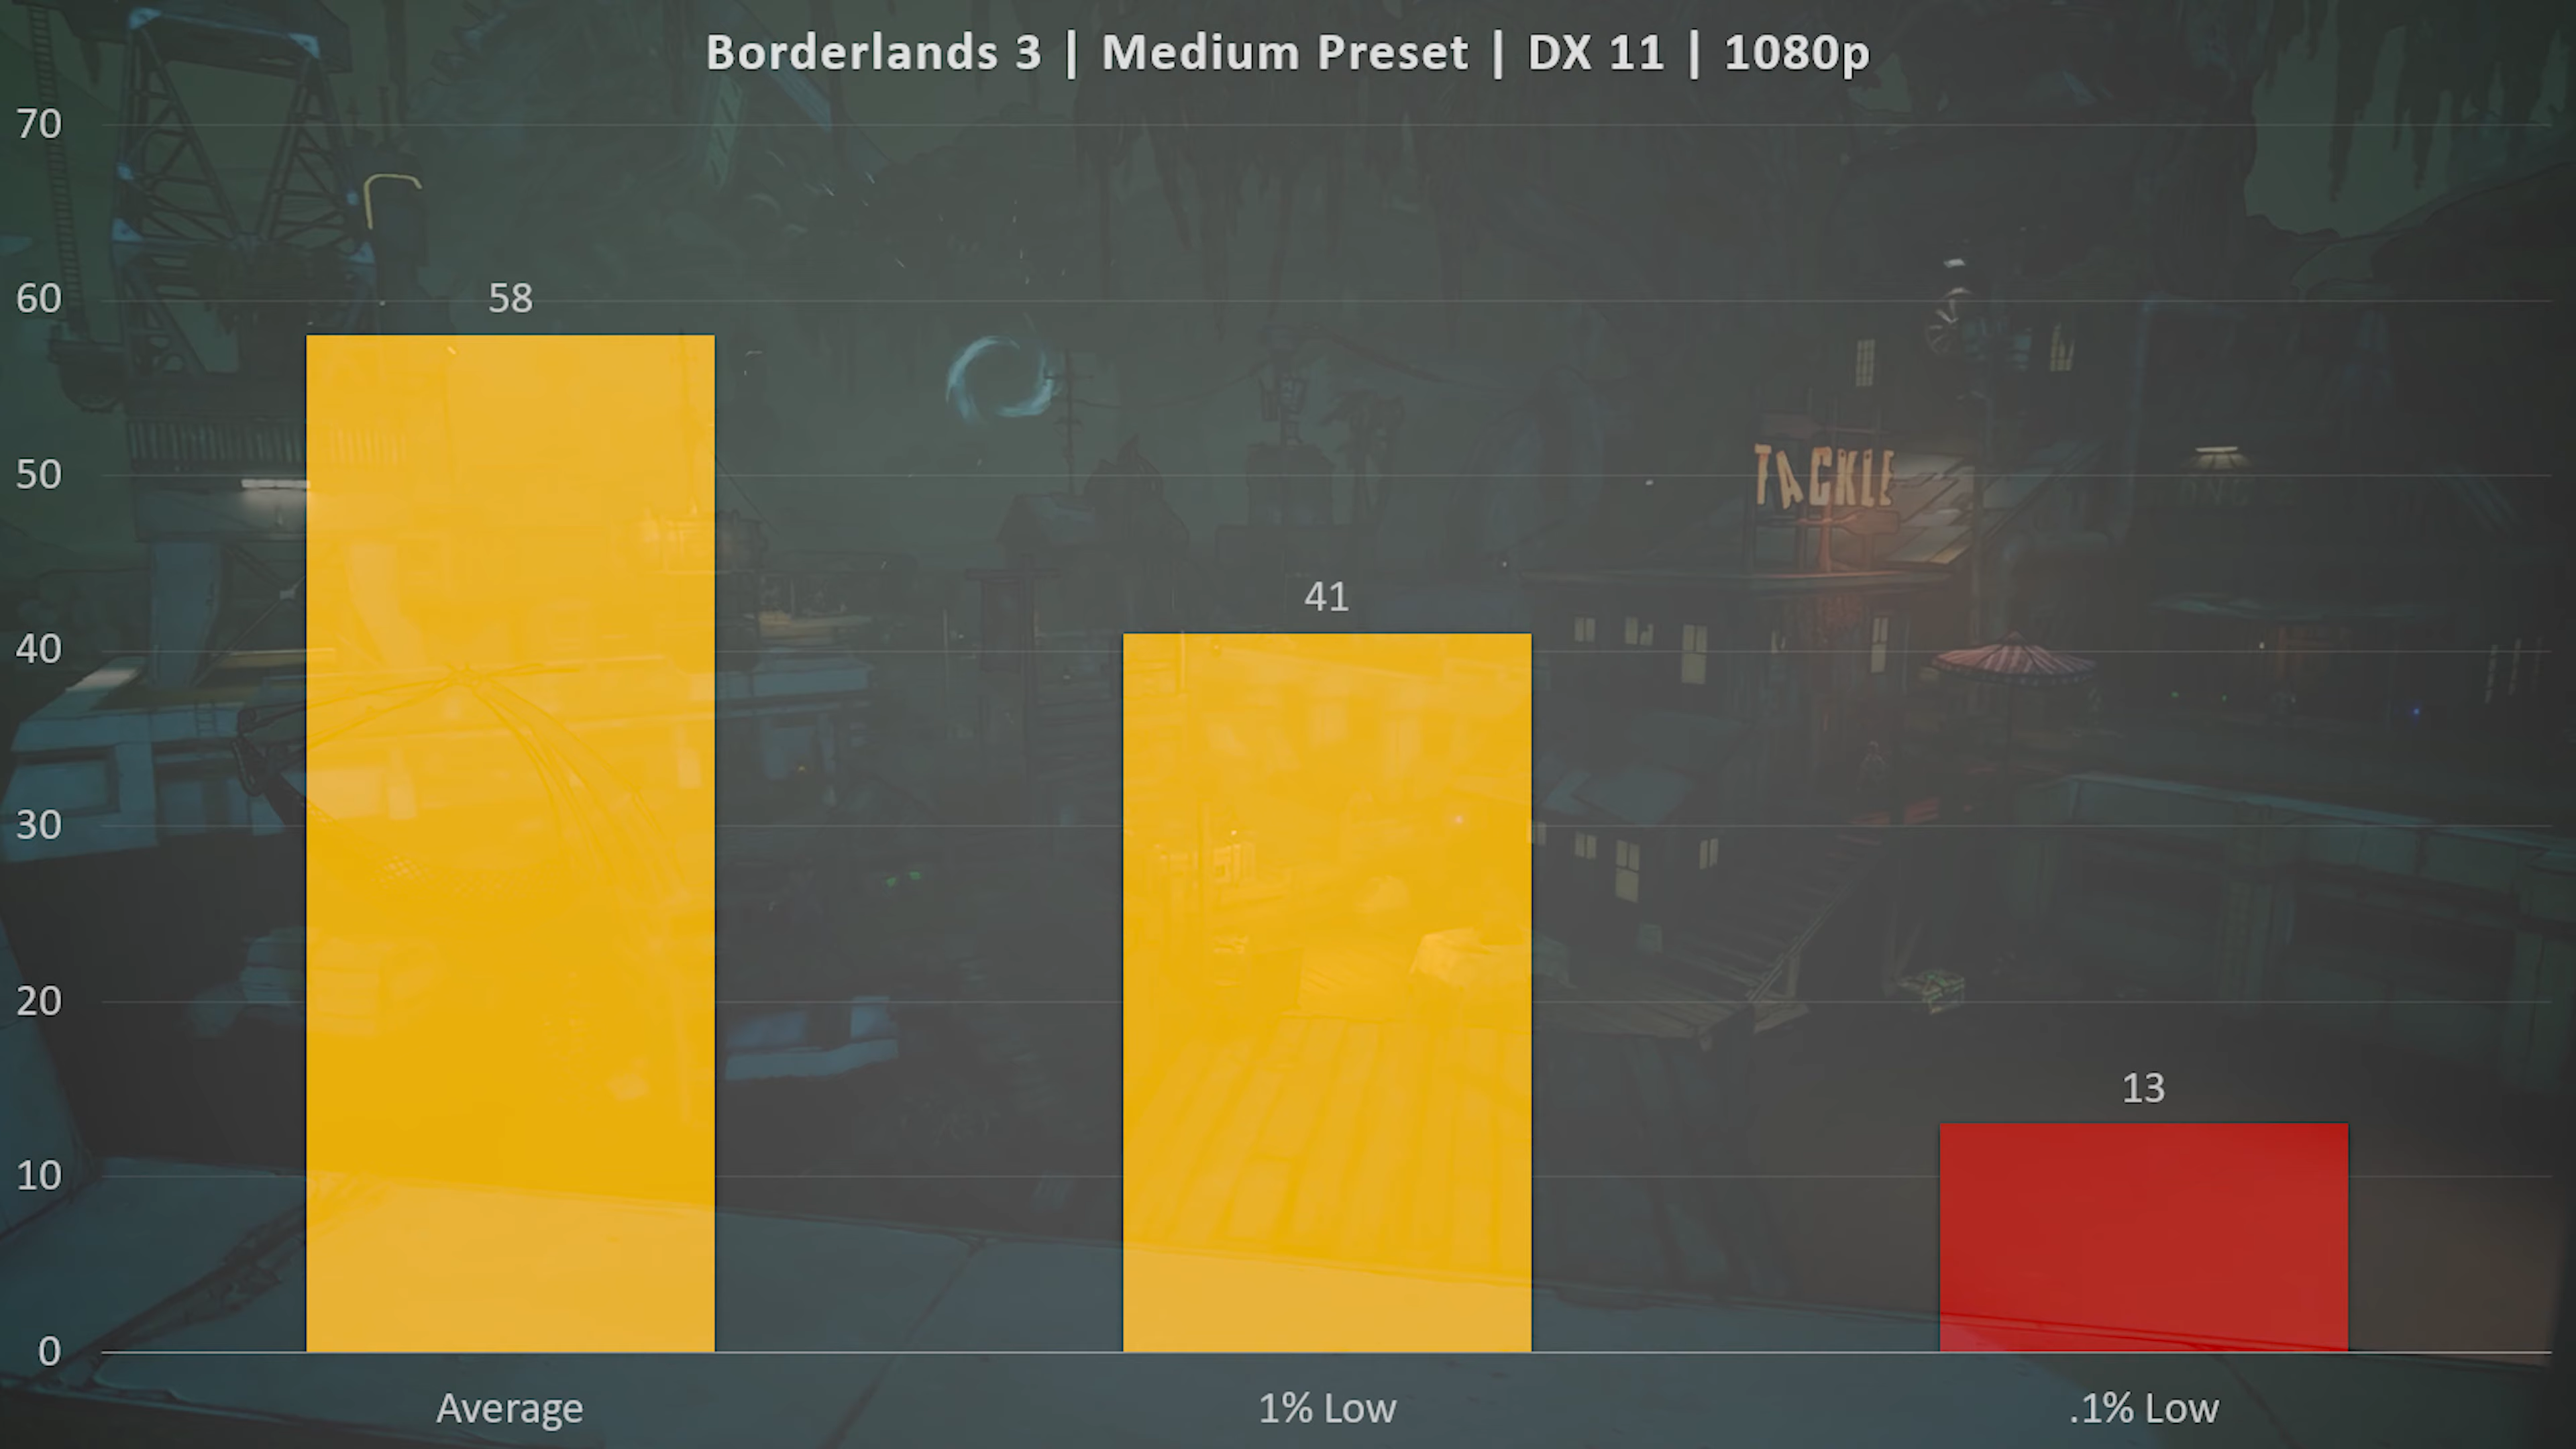 Borderlands 3 | Medium Preset | DX 11 | 1080p
70
60
50
40
30
20
10
0
58
41
13
TACKLE
Average
1% Low
.1% Low